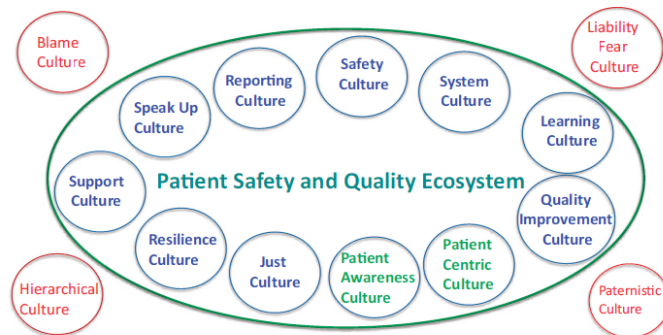 Blame
Culture
Liability
Fear
Culture
Safety
Culture
Reporting
Culture
System
Culture
Speak Up
Culture
Learning
Culture
Patient Safety and Quality Ecosystem
Support
Culture
Quality
Improvement
Culture
Resilience
Culture
Just
Culture
Patient
Awareness
Culture
Patient
Centric
Culture
Hierarchical
Culture
Paternistic
Culture